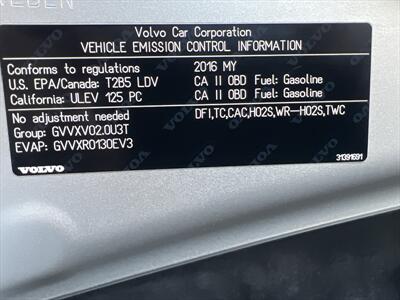 Volvo Car Corporation
VEHICLE EMISSION CONTROL INFORMATION
Conforms to regulations 2016 MY
U.S. EPA/Canada: T2B5 LDV CA II OBD Fuel: Gasoline
California: ULEV 125 PC CA II OBD Fuel: Gasoline
No adjustment needed DFI,TC,CAC,HO2S,WR-HO2S,TWC
Group: GVVXV02.0U3T
EVAP: GVVXR0130EV3
VOLVO 31391691